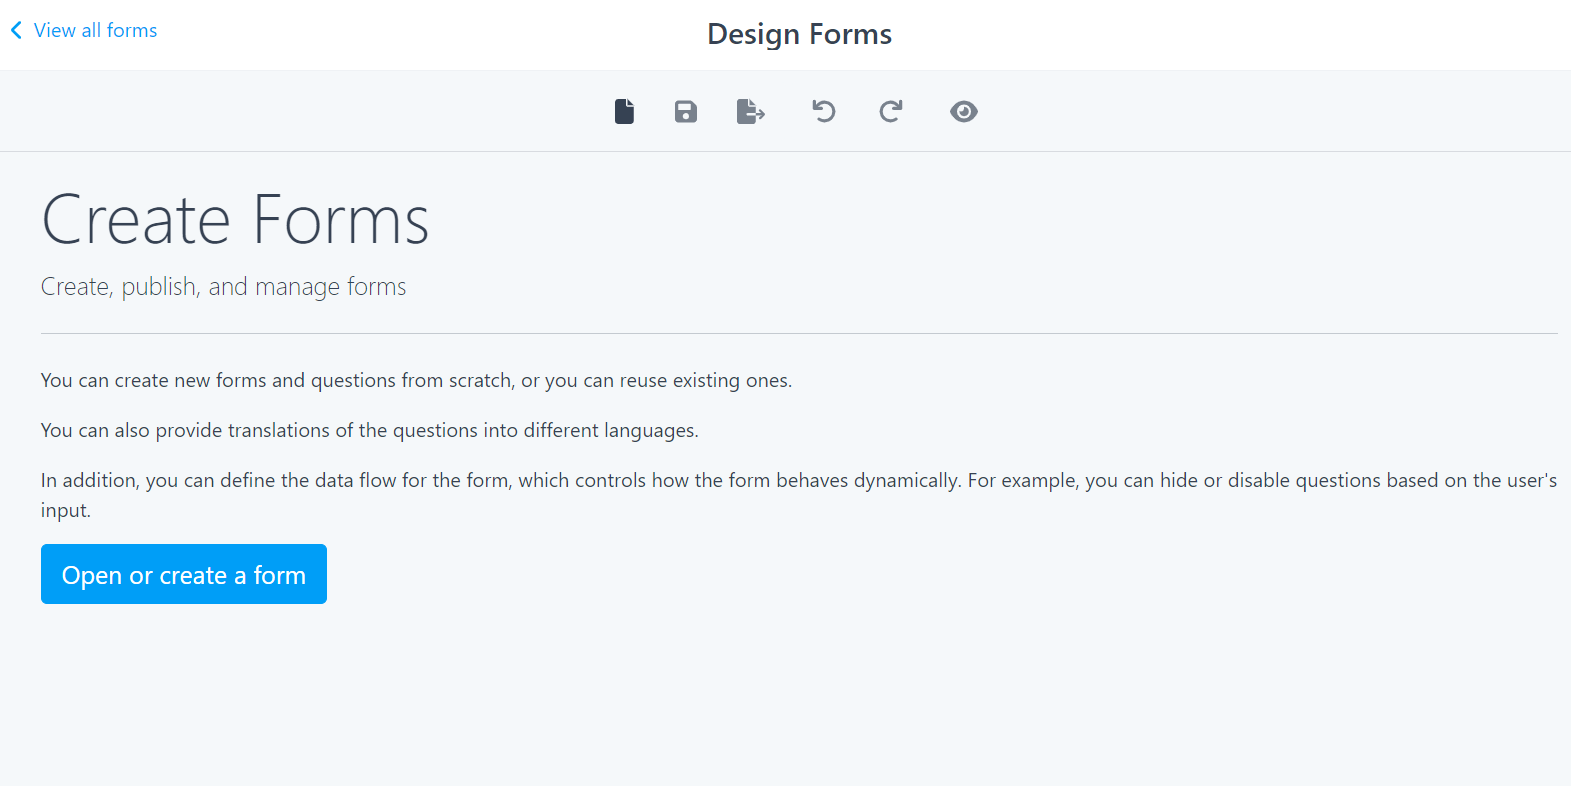 View all forms
Design Forms
Create Forms
Create, publish, and manage forms
You can create new forms and questions from scratch, or you can reuse existing ones.
You can also provide translations of the questions into different languages.
In addition, you can define the data flow for the form, which controls how the form behaves dynamically. For example, you can hide or disable questions based on the user's
input.
Open or create a form